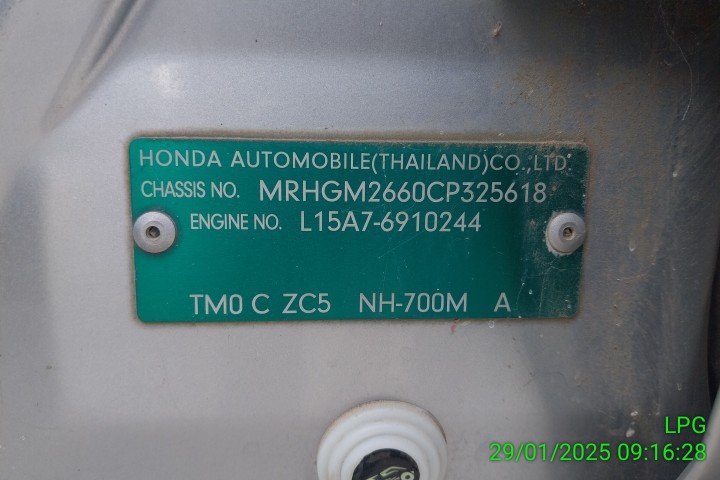 HONDA AUTOMOBILE(THAILAND)CO.,LTD.
CHASSIS NO. MRHGM2660CP325618
ENGINE NO. L15A7-6910244
TM0 C ZC5 NH-700M A
LPG
29/01/2025 09:16:28